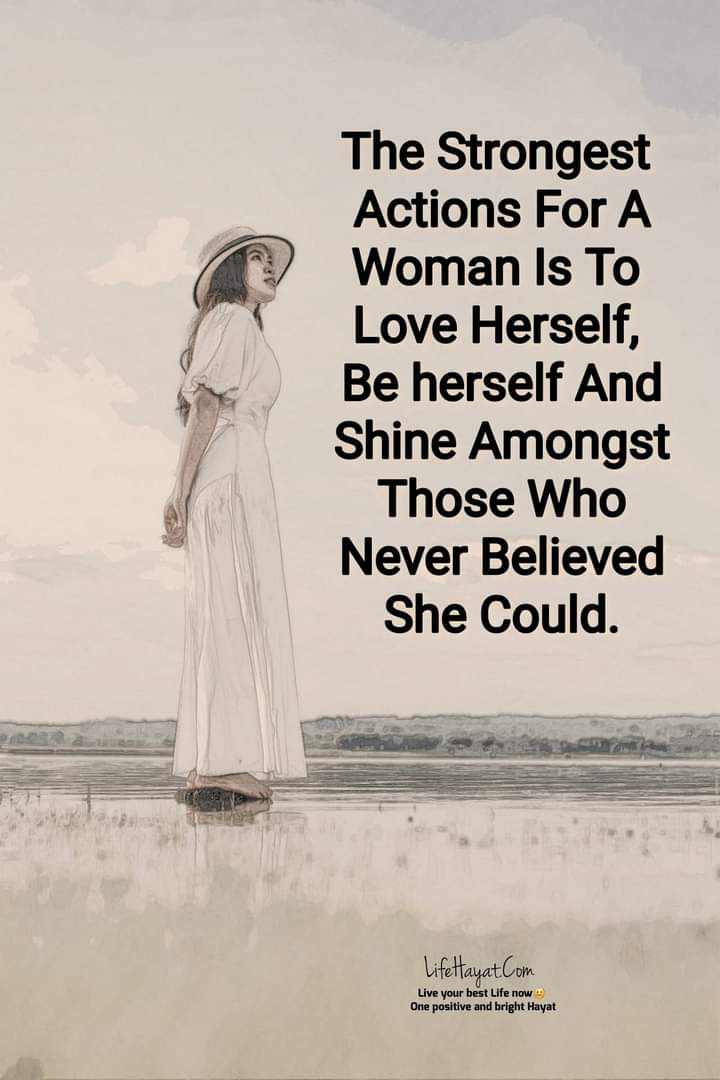 The Strongest
Actions For A
Woman Is To
Love Herself,
Be herself And
Shine Amongst
Those Who
Never Believed
She Could.
LifeHayat.Com
Live your best Life now😊
One positive and bright Hayat